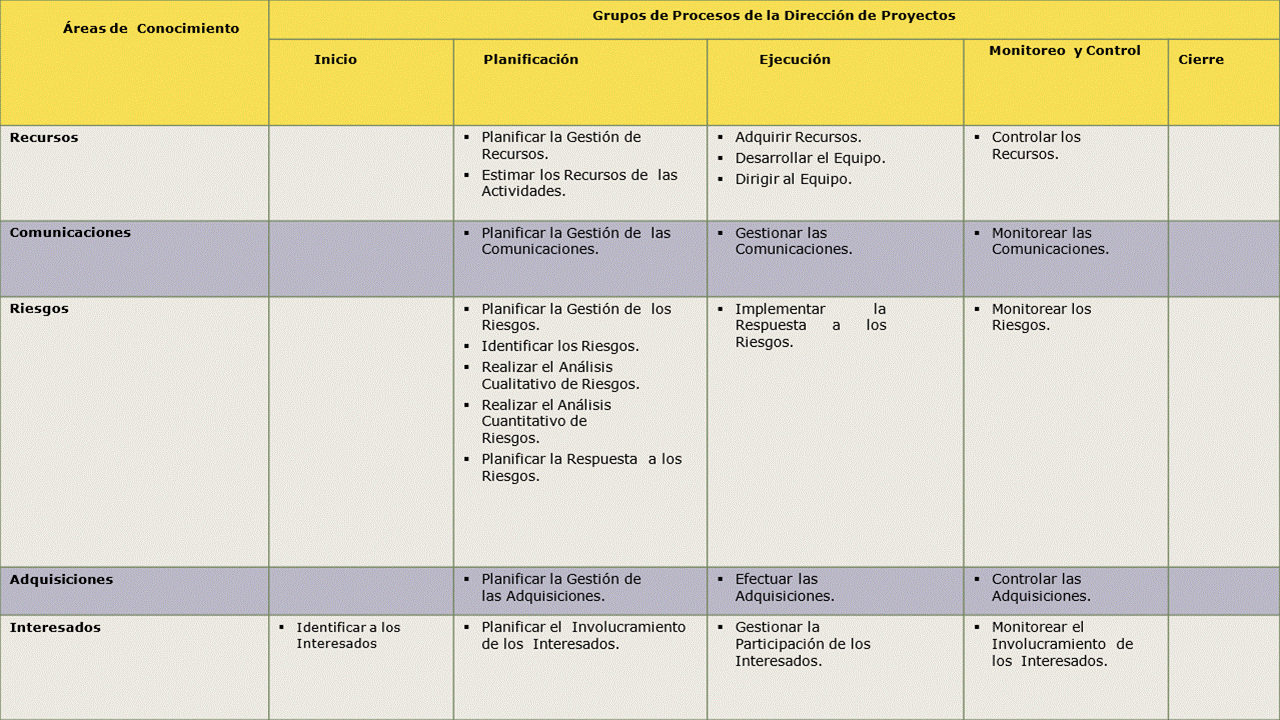 Áreas de Conocimiento
Grupos de Procesos de la Dirección de Proyectos
Inicio
Planificación
Ejecución
Monitoreo y Control
Cierre
Recursos
▪ Planificar la Gestión de
Recursos.
▪ Estimar los Recursos de las
Actividades.
▪ Adquirir Recursos.
▪ Desarrollar el Equipo.
▪ Dirigir al Equipo.
▪ Controlar los
Recursos.
Comunicaciones
▪ Planificar la Gestión de las
Comunicaciones.
▪ Gestionar las
Comunicaciones.
▪ Monitorear las
Comunicaciones.
Riesgos
▪ Planificar la Gestión de los
Riesgos.
▪ Identificar los Riesgos.
▪ Realizar el Análisis
Cualitativo de Riesgos.
▪ Realizar el Análisis
Cuantitativo de
Riesgos.
▪ Planificar la Respuesta a los
Riesgos.
▪ Implementar la
Respuesta a los
Riesgos.
▪ Monitorear los
Riesgos.
Adquisiciones
▪ Planificar la Gestión de
las Adquisiciones.
▪ Efectuar las
Adquisiciones.
▪ Controlar las
Adquisiciones.
Interesados
▪ Identificar a los
Interesados
▪ Planificar el Involucramiento
de los Interesados.
▪ Gestionar la
Participación de los
Interesados.
▪ Monitorear el
Involucramiento de
los Interesados.